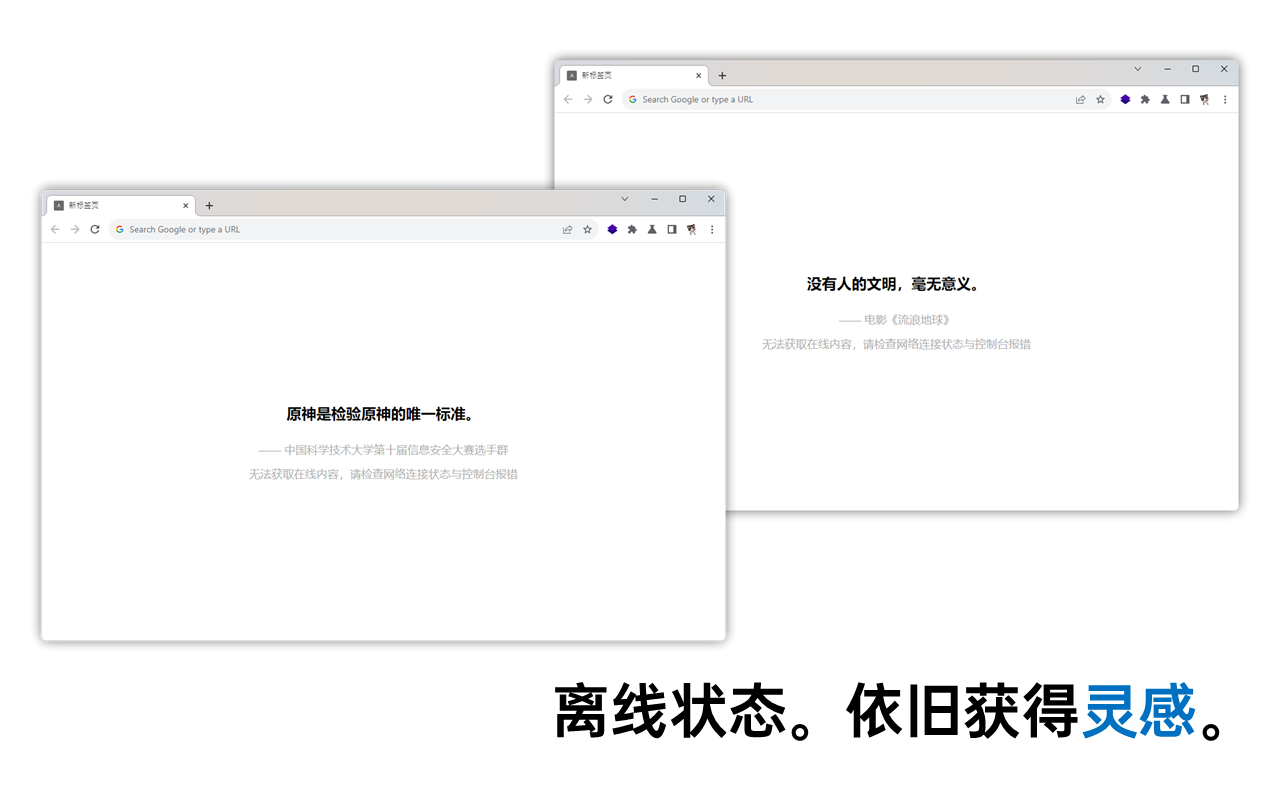 新标签页
Search Google or type a URL
没有人的文明，毫无意义。
—— 电影《流浪地球》
无法获取在线内容，请检查网络连接状态与控制台报错
新标签页
Search Google or type a URL
原神是检验原神的唯一标准。
—— 中国科学技术大学第十届信息安全大赛选手群
无法获取在线内容，请检查网络连接状态与控制台报错
离线状态。依旧获得灵感。